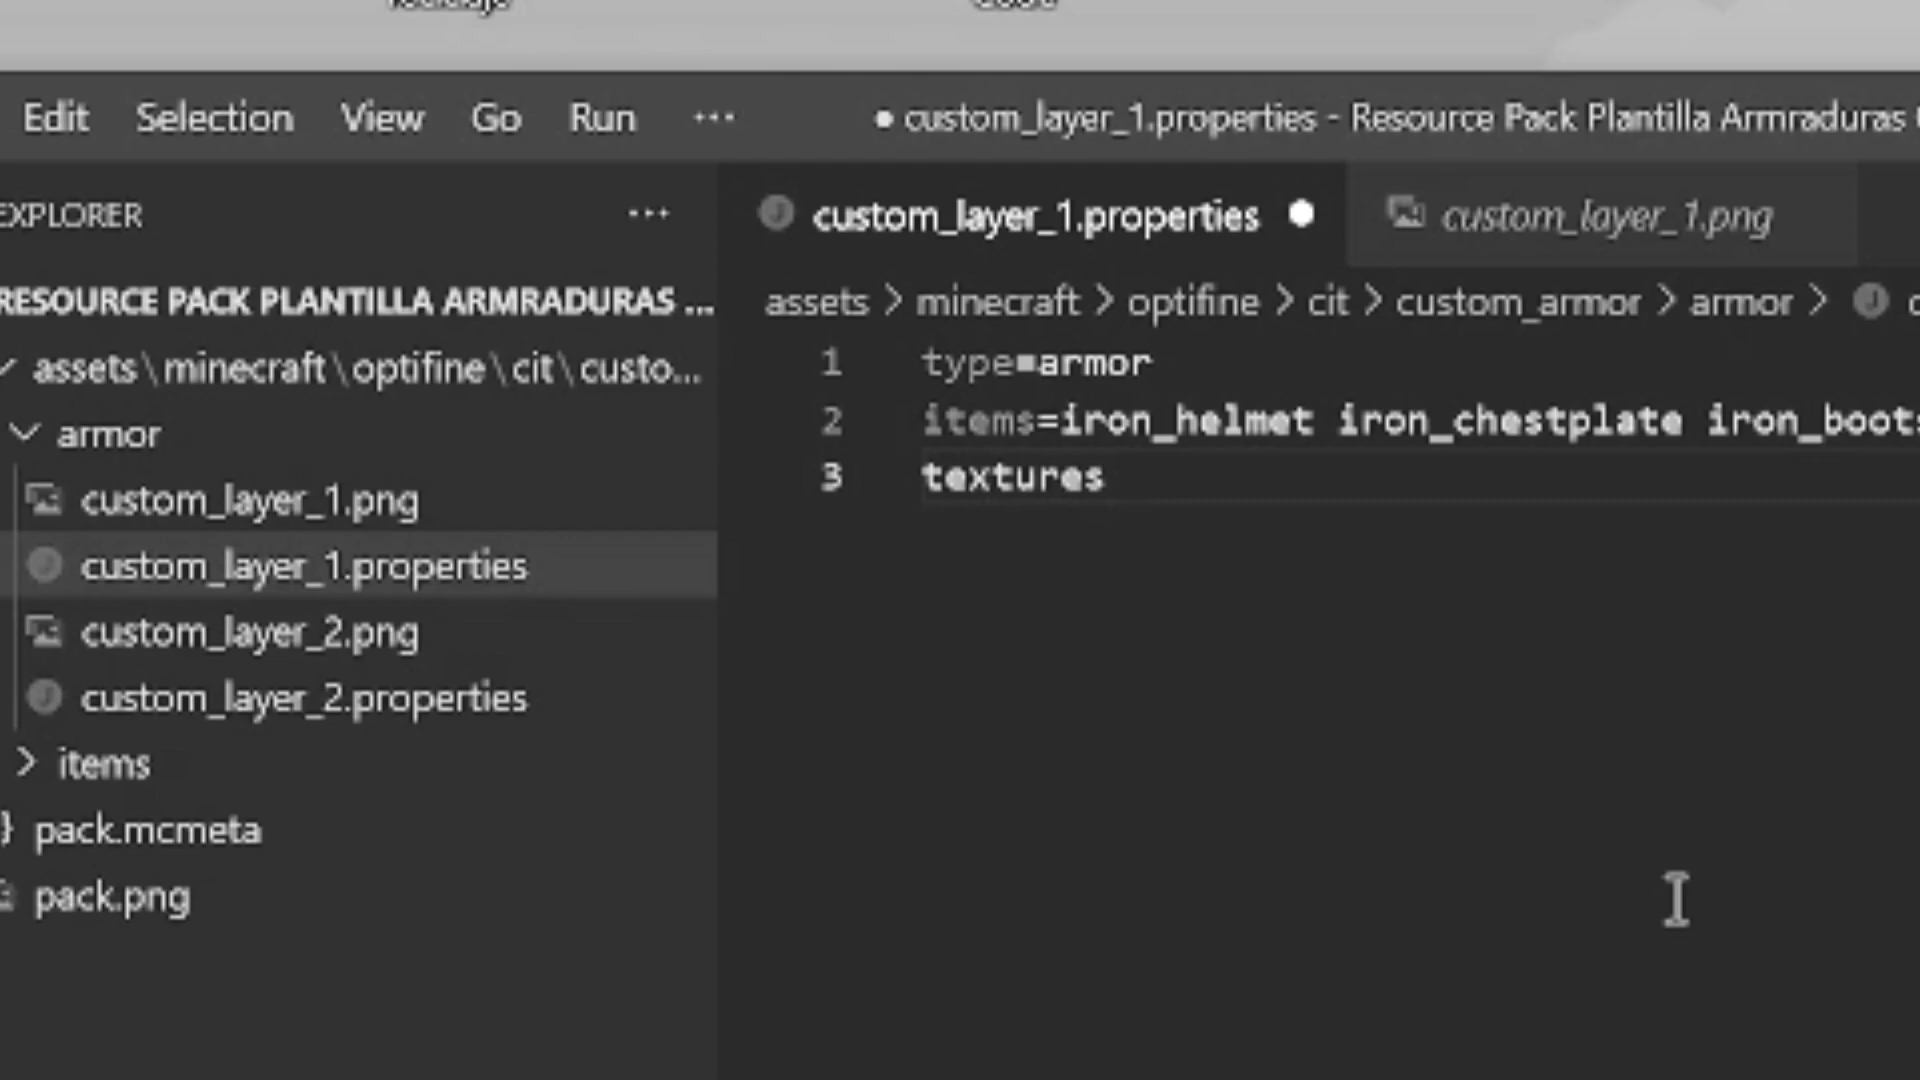 Edit Selection View Go Run ... ● custom_layer_1.properties - Resource Pack Plantilla Armraduras
EXPLORER ...
custom_layer_1.properties ●
custom_layer_1.png
RESOURCE PACK PLANTILLA ARMRADURAS ...
assets > minecraft > optifine > cit > custom_armor > armor >
assets\minecraft\optifine\cit\custo...
armor
custom_layer_1.png
custom_layer_1.properties
custom_layer_2.png
custom_layer_2.properties
items
pack.mcmeta
pack.png
1 type=armor
2 items=iron_helmet iron_chestplate iron_boots
3 textures